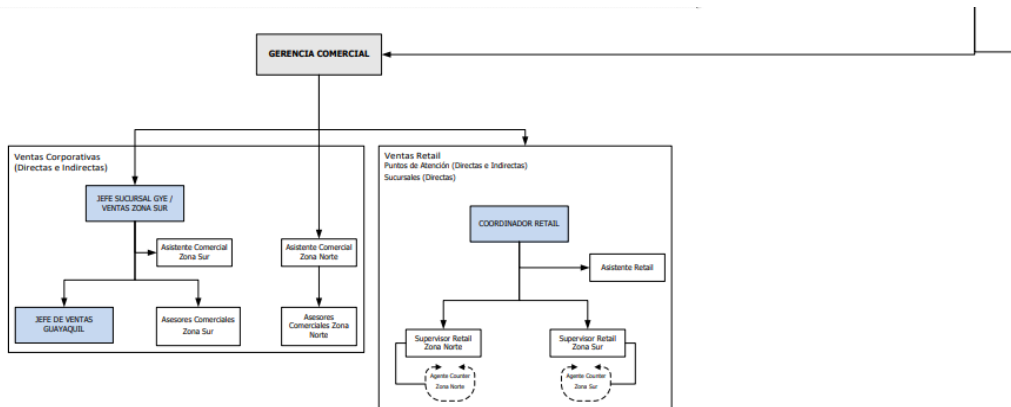 GERENCIA COMERCIAL
Ventas Corporativas
(Directas e Indirectas)
JEFE SUCURSAL GYE /
VENTAS ZONA SUR
Asistente Comercial
Zona Sur
Asistente Comercial
Zona Norte
JEFE DE VENTAS
GUAYAQUIL
Asesores Comerciales
Zona Sur
Asesores
Comerciales Zona
Norte
Ventas Retail
Puntos de Atención (Directas e Indirectas)
Sucursales (Directas)
COORDINADOR RETAIL
Asistente Retail
Supervisor Retail
Zona Norte
Supervisor Retail
Zona Sur
Agente Counter
Zona Norte
Agente Counter
Zona Sur